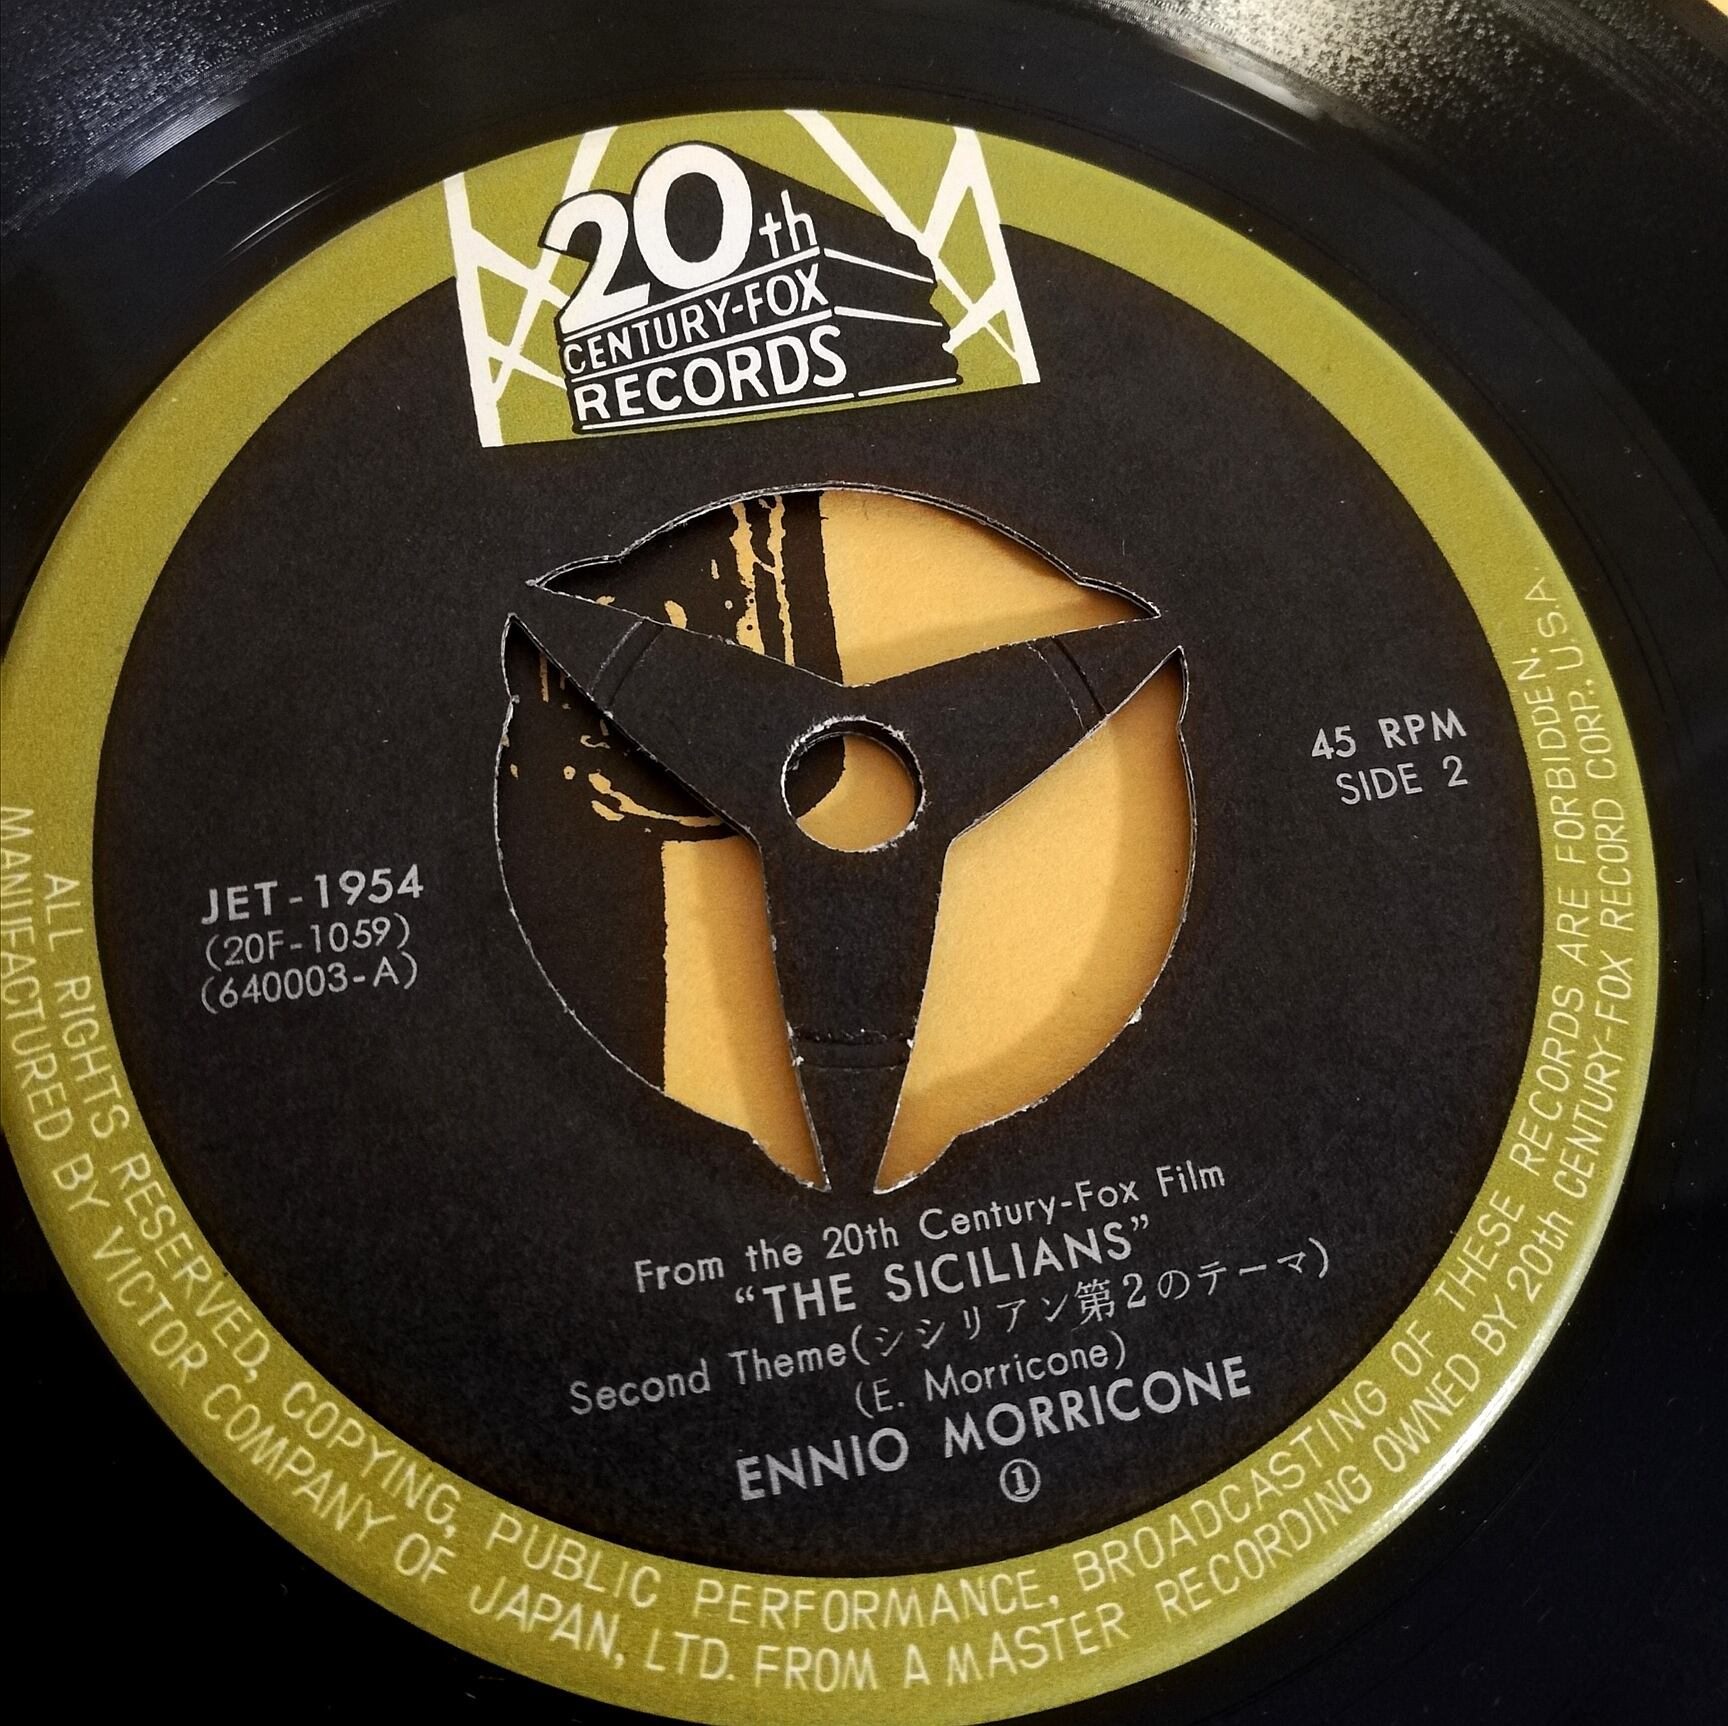 20th
CENTURY-FOX
RECORDS
45 RPM
SIDE 2
JET-1954
(20F-1059)
(640003-A)
From the 20th Century-Fox Film
“THE SICILIANS”
Second Theme(シシリアン第2のテーマ)
(E. Morricone)
ENNIO MORRICONE
①
ALL RIGHTS RESERVED, COPYING, PUBLIC PERFORMANCE, BROADCASTING OF THESE RECORDS ARE FORBIDDEN.
MANUFACTURED BY VICTOR COMPANY OF JAPAN, LTD. FROM A MASTER RECORDING OWNED BY 20th CENTURY-FOX RECORD CORP., U.S.A.